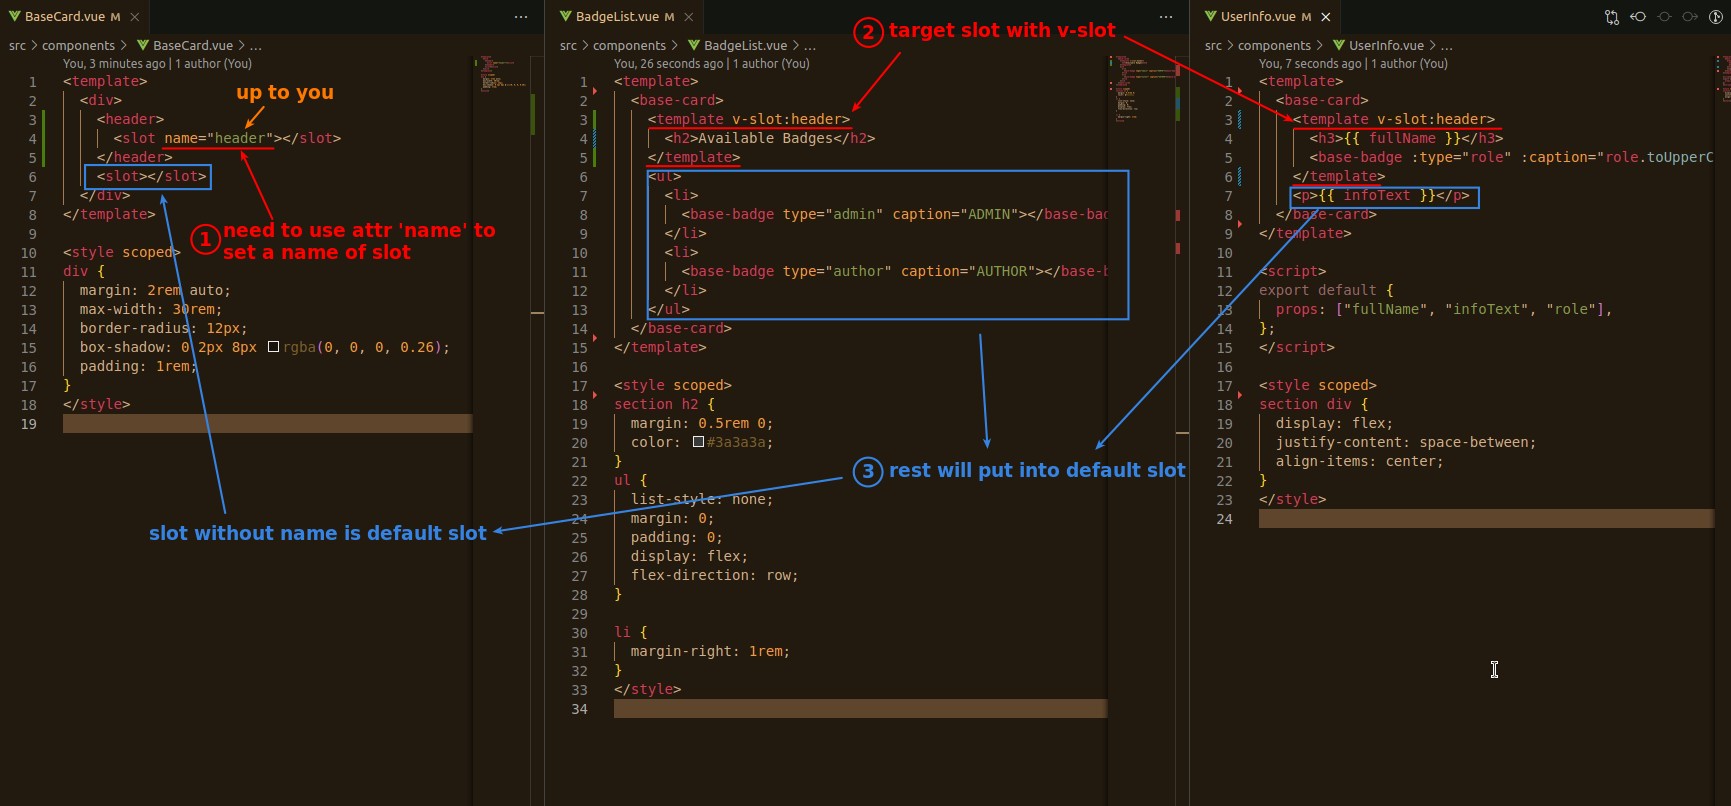 BaseCard.vue M
src > components > BaseCard.vue > ...
You, 3 minutes ago | 1 author (You)
1 <template>
2 <div>
3 <header>
4 <slot name="header"></slot>
5 </header>
6 <slot></slot>
7 </div>
8 </template>
9
10 <style scoped>
11 div {
12 margin: 2rem auto;
13 max-width: 30rem;
14 border-radius: 12px;
15 box-shadow: 0 2px 8px rgba(0, 0, 0, 0.26);
16 padding: 1rem;
17 }
18 </style>
19
up to you
1 need to use attr 'name' to
set a name of slot
slot without name is default slot
BadgeList.vue M
src > components > BadgeList.vue > ...
You, 26 seconds ago | 1 author (You)
1 <template>
2 <base-card>
3 <template v-slot:header>
4 <h2>Available Badges</h2>
5 </template>
6 <ul>
7 <li>
8 <base-badge type="admin" caption="ADMIN"></base-bad
9 </li>
10 <li>
11 <base-badge type="author" caption="AUTHOR"></base-b
12 </li>
13 </ul>
14 </base-card>
15 </template>
16
17 <style scoped>
18 section h2 {
19 margin: 0.5rem 0;
20 color: #3a3a3a;
21 }
22 ul {
23 list-style: none;
24 margin: 0;
25 padding: 0;
26 display: flex;
27 flex-direction: row;
28 }
29
30 li {
31 margin-right: 1rem;
32 }
33 </style>
34
2 target slot with v-slot
3 rest will put into default slot
UserInfo.vue M
src > components > UserInfo.vue > ...
You, 7 seconds ago | 1 author (You)
1 <template>
2 <base-card>
3 <template v-slot:header>
4 <h3>{{ fullName }}</h3>
5 <base-badge :type="role" :caption="role.toUpperC
6 </template>
7 <p>{{ infoText }}</p>
8 </base-card>
9 </template>
10
11 <script>
12 export default {
13 props: ["fullName", "infoText", "role"],
14 };
15 </script>
16
17 <style scoped>
18 section div {
19 display: flex;
20 justify-content: space-between;
21 align-items: center;
22 }
23 </style>
24